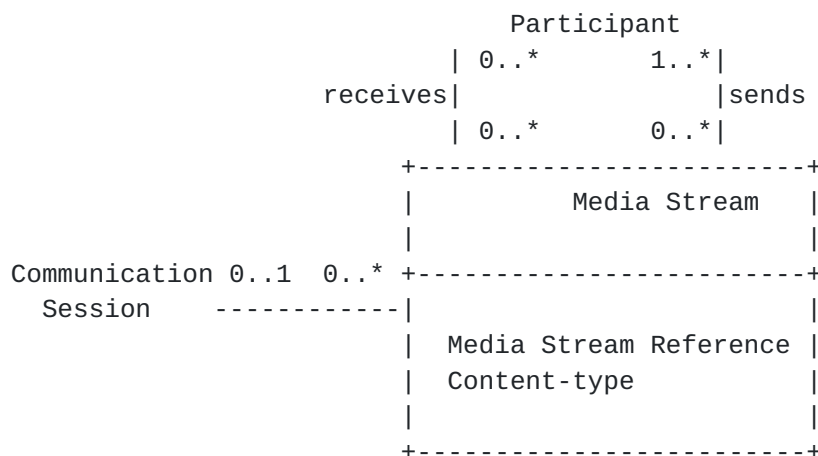 Participant
| 0..* 1..*|
receives| |sends
| 0..* 0..*|
+--------------------------+
| Media Stream |
| |
Communication 0..1 0..* +--------------------------+
Session ------------| |
| Media Stream Reference |
| Content-type |
| |
+--------------------------+